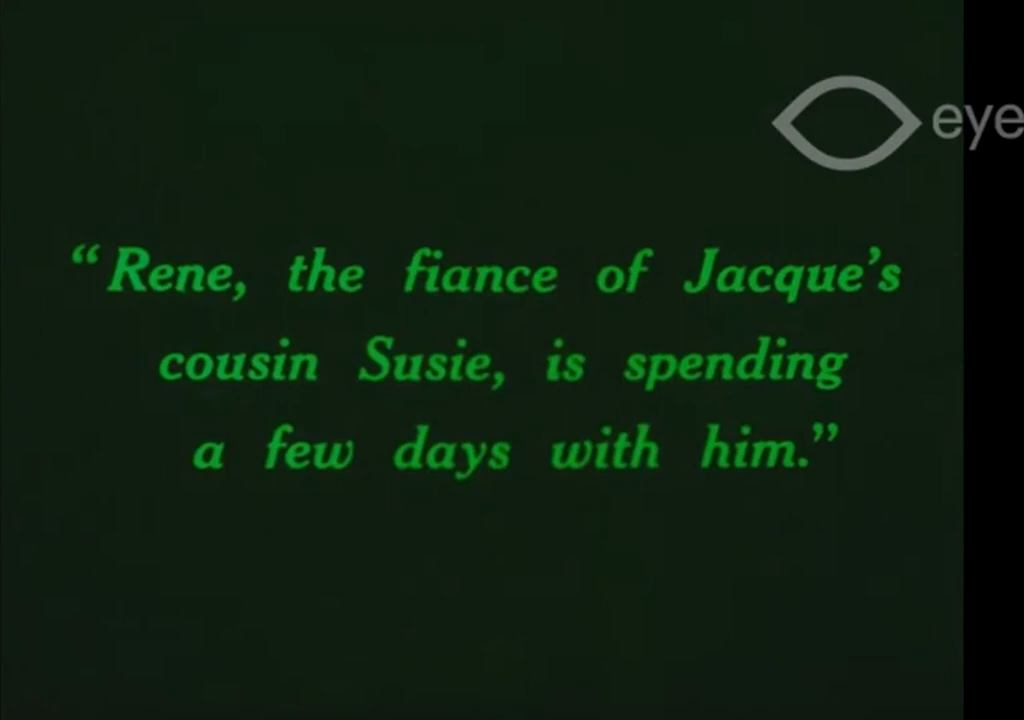 eye
“Rene, the fiance of Jacque’s
cousin Susie, is spending
a few days with him.”